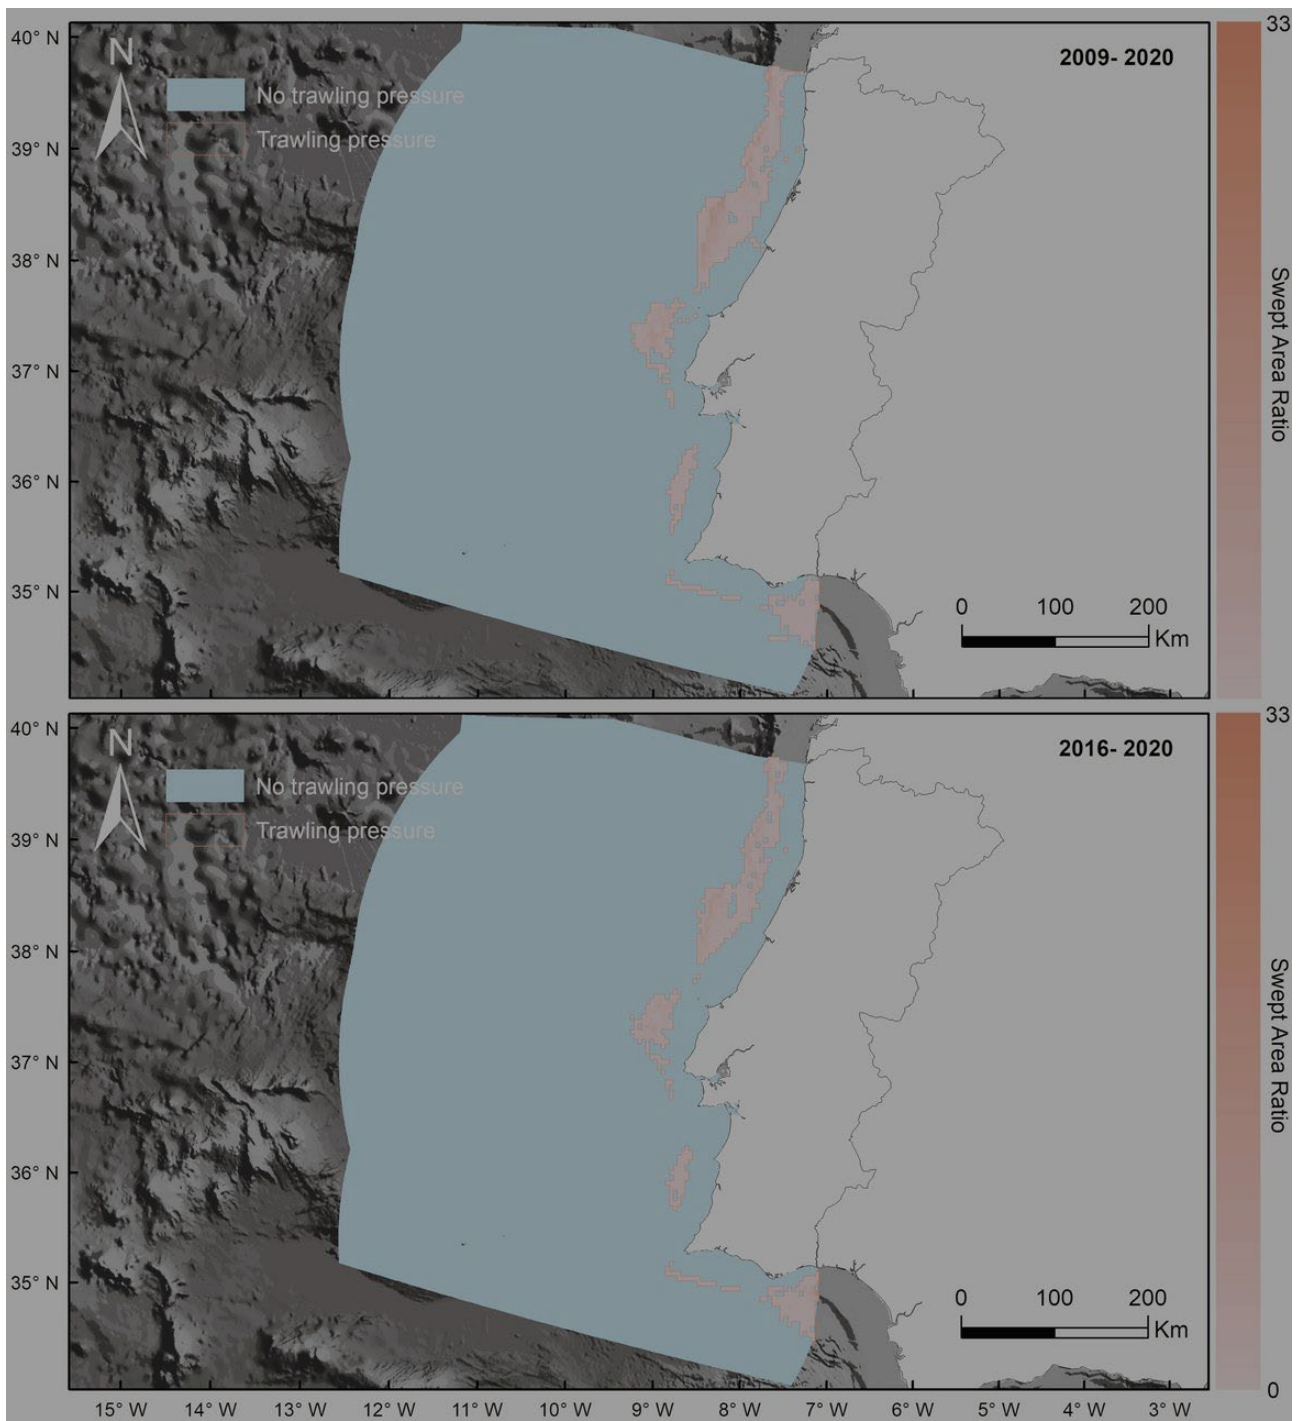 40° N
N
2009- 2020
33
No trawling pressure
Trawling pressure
39° N
38° N
Swept Area Ratio
37° N
36° N
35° N
0 100 200
Km
40° N
N
2016- 2020
33
No trawling pressure
Trawling pressure
39° N
38° N
Swept Area Ratio
37° N
36° N
35° N
0 100 200
Km
0
15° W 14° W 13° W 12° W 11° W 10° W 9° W 8° W 7° W 6° W 5° W 4° W 3° W